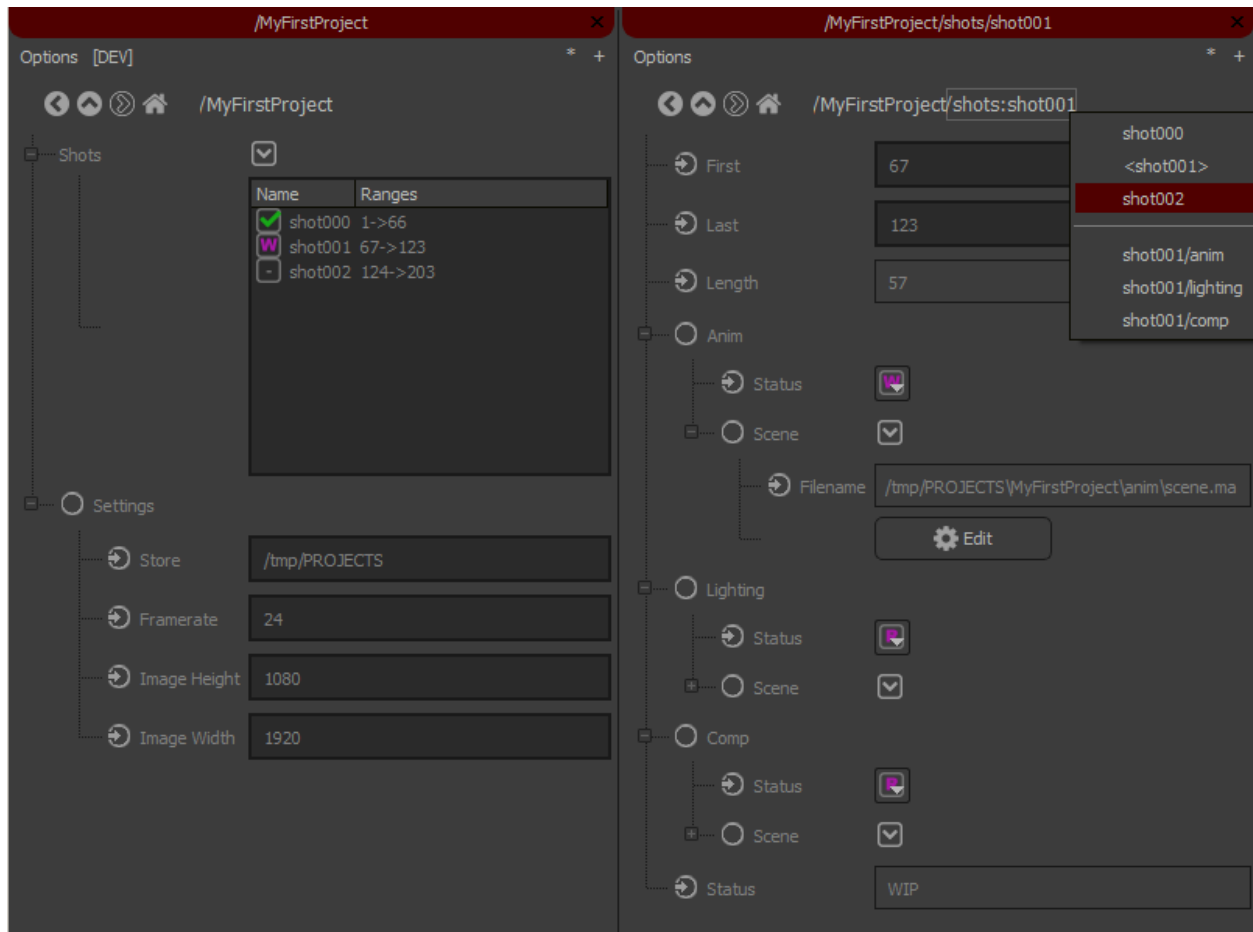 /MyFirstProject
Options [DEV] * +
/MyFirstProject
Shots
Name Ranges
shot000 1->66
W shot001 67->123
- shot002 124->203
Settings
Store /tmp/PROJECTS
Framerate 24
Image Height 1080
Image Width 1920
/MyFirstProject/shots/shot001
Options * +
/MyFirstProject/shots:shot001
shot000
<shot001>
shot002
shot001/anim
shot001/lighting
shot001/comp
First 67
Last 123
Length 57
Anim
Status W
Scene
Filename /tmp/PROJECTS\MyFirstProject\anim\scene.ma
Edit
Lighting
Status
Scene
Comp
Status
Scene
Status WIP